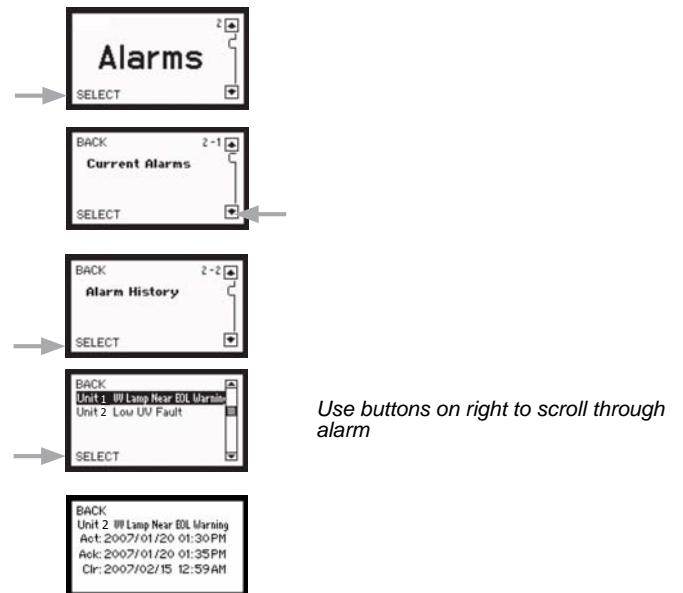 2
Alarms
SELECT
BACK 2-1
Current Alarms
SELECT
BACK 2-2
Alarm History
SELECT
BACK
Unit 1 UV Lamp Near EOL Warning
Unit 2 Low UV Fault
SELECT
Use buttons on right to scroll through
alarm
BACK
Unit 2 UV Lamp Near EOL Warning
Act: 2007/01/20 01:30PM
Ack: 2007/01/20 01:35PM
Clr: 2007/02/15 12:59AM